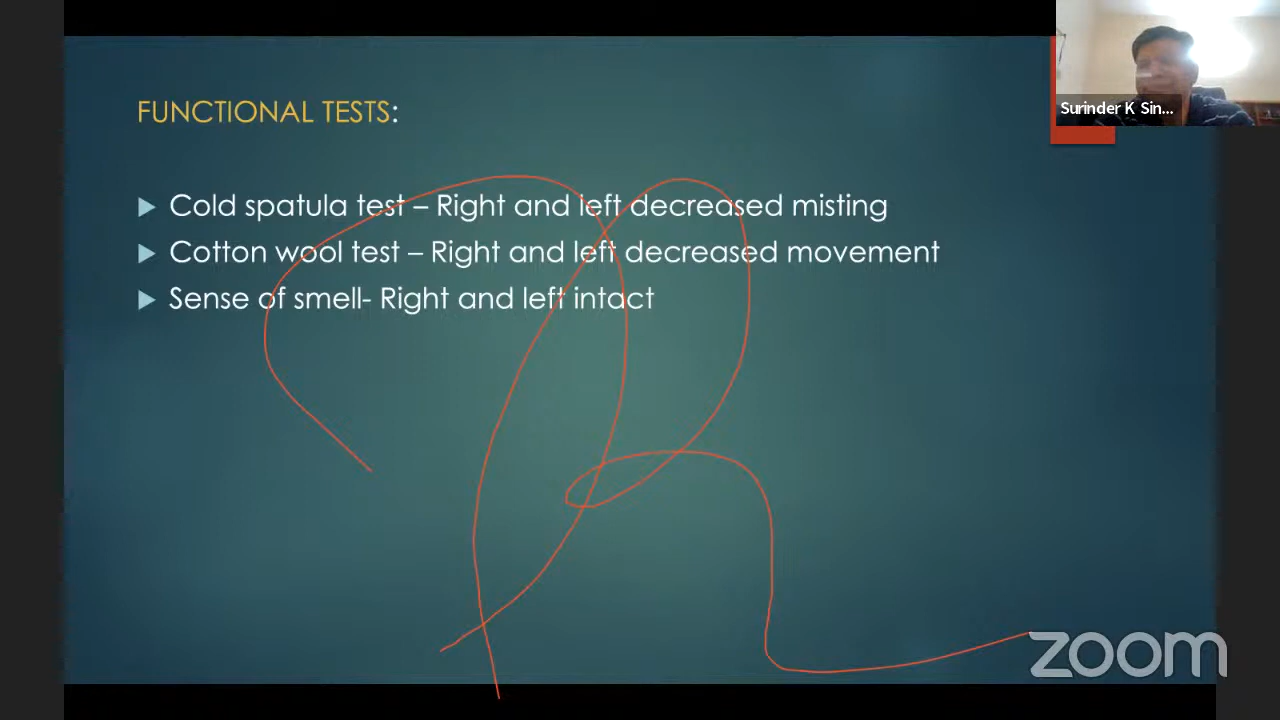 Surinder K Sin...
FUNCTIONAL TESTS:
Cold spatula test – Right and left decreased misting
Cotton wool test – Right and left decreased movement
Sense of smell- Right and left intact
zoom